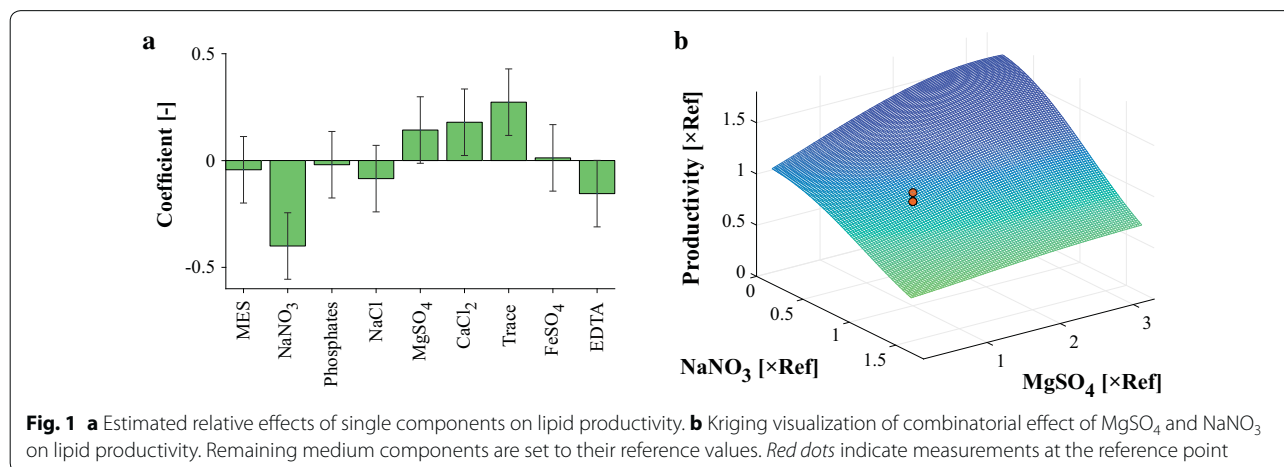 a
0.5
0
-0.5
Coefficient [-]
MES
NaNO₃
Phosphates
NaCl
MgSO₄
CaCl₂
Trace
FeSO₄
EDTA
b
Productivity [×Ref]
1.5
1
0.5
0
0
0.5
1
1.5
NaNO₃ [×Ref]
1
2
3
MgSO₄ [×Ref]
Fig. 1 a Estimated relative effects of single components on lipid productivity. b Kriging visualization of combinatorial effect of MgSO₄ and NaNO₃
on lipid productivity. Remaining medium components are set to their reference values. Red dots indicate measurements at the reference point